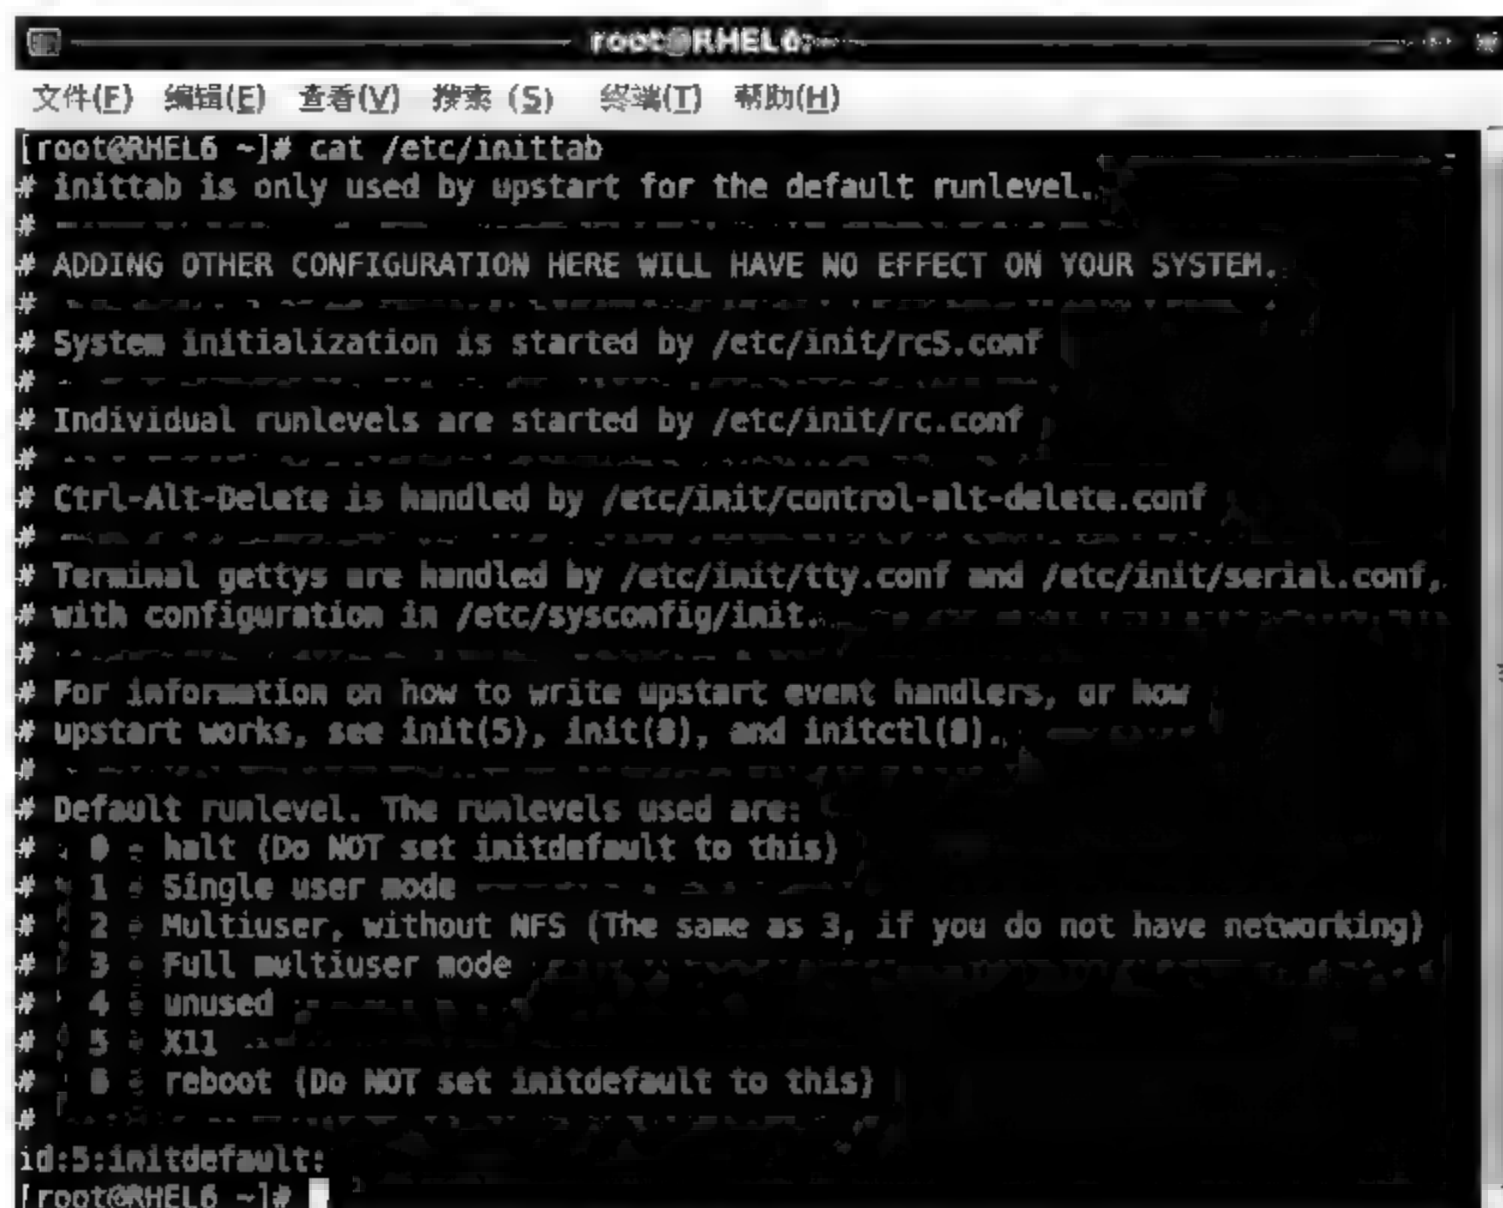 root@RHEL6:~
文件(F) 编辑(E) 查看(V) 搜索 (S) 终端(T) 帮助(H)
[root@RHEL6 ~]# cat /etc/inittab
# inittab is only used by upstart for the default runlevel.
#
# ADDING OTHER CONFIGURATION HERE WILL HAVE NO EFFECT ON YOUR SYSTEM.
#
# System initialization is started by /etc/init/rcS.conf
#
# Individual runlevels are started by /etc/init/rc.conf
#
# Ctrl-Alt-Delete is handled by /etc/init/control-alt-delete.conf
#
# Terminal gettys are handled by /etc/init/tty.conf and /etc/init/serial.conf,
# with configuration in /etc/sysconfig/init.
#
# For information on how to write upstart event handlers, or how
# upstart works, see init(5), init(8), and initctl(8).
#
# Default runlevel. The runlevels used are:
#   0 - halt (Do NOT set initdefault to this)
#   1 - Single user mode
#   2 - Multiuser, without NFS (The same as 3, if you do not have networking)
#   3 - Full multiuser mode
#   4 - unused
#   5 - X11
#   6 - reboot (Do NOT set initdefault to this)
#
id:5:initdefault:
[root@RHEL6 ~]#